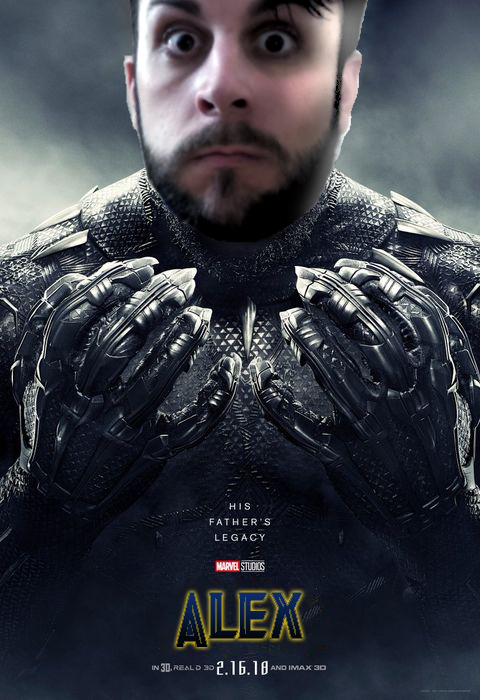 HIS
FATHER'S
LEGACY
MARVEL STUDIOS
ALEX
IN 3D, REAL D 3D 2.16.18 AND IMAX 3D